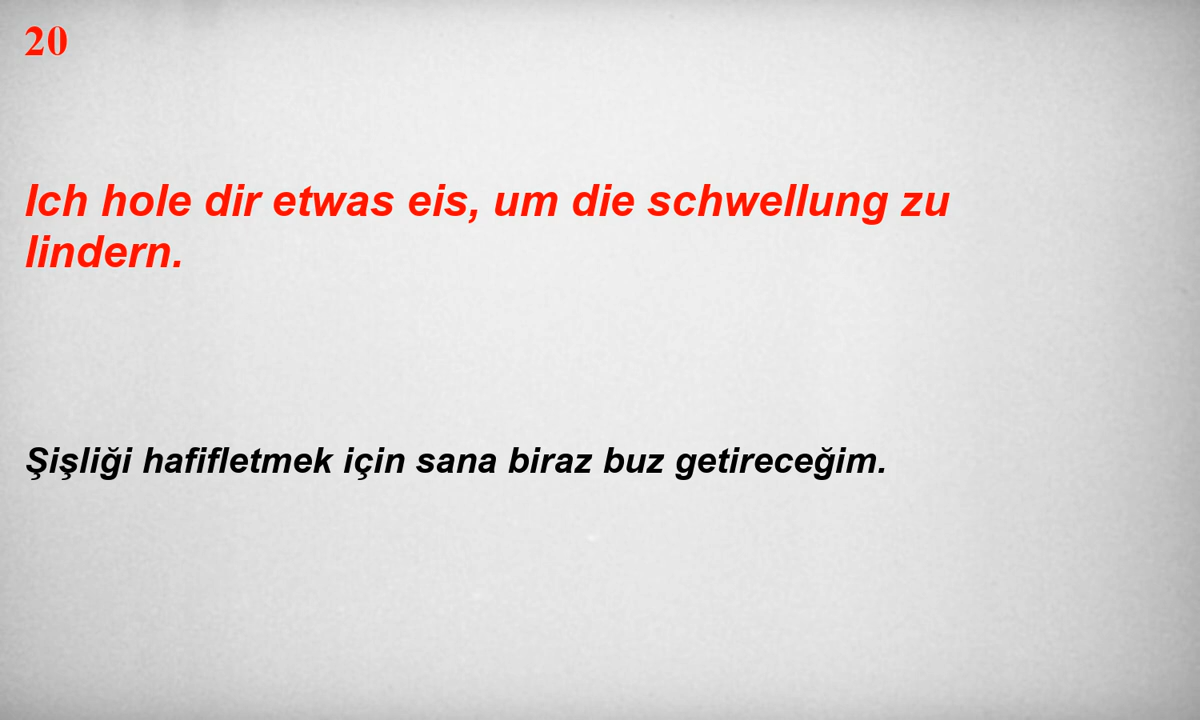 20
Ich hole dir etwas eis, um die schwellung zu
lindern.
Şişliği hafifletmek için sana biraz buz getireceğim.